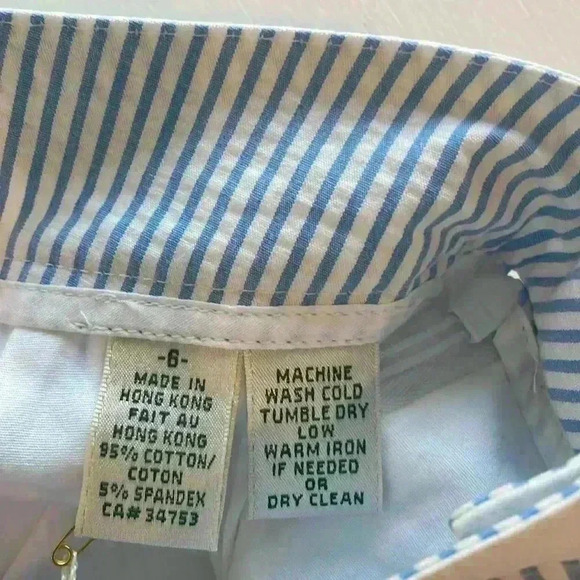 -6-
MADE IN
HONG KONG
FAIT AU
HONG KONG
95% COTTON/
COTON
5% SPANDEX
CA# 34753
MACHINE
WASH COLD
TUMBLE DRY
LOW
WARM IRON
IF NEEDED
OR
DRY CLEAN